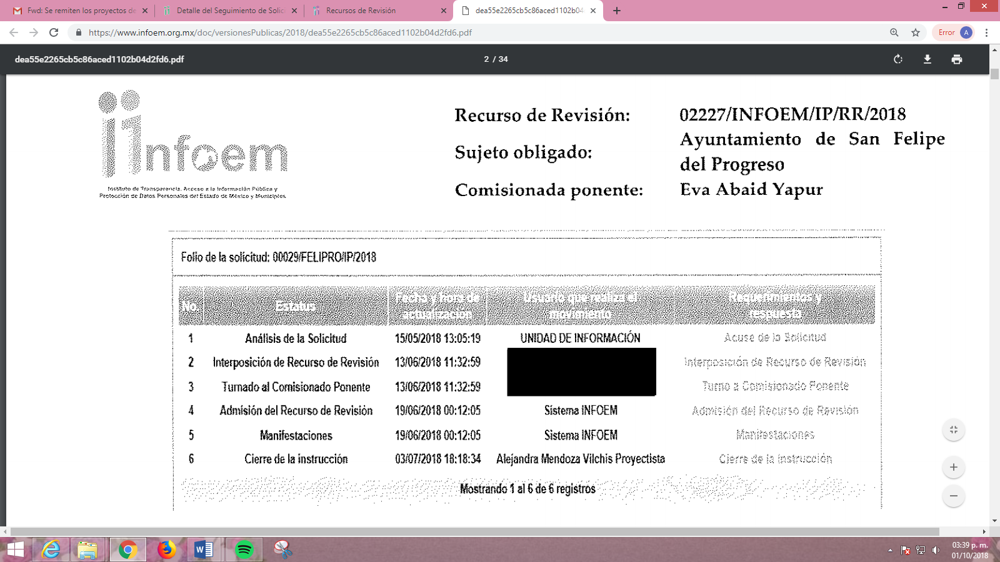 Fwd: Se remiten los proyectos de
Detalle del Seguimiento de Solici
Recursos de Revisión
dea55e2265cb5c86aced1102b04
https://www.infoem.org.mx/doc/versionesPublicas/2018/dea55e2265cb5c86aced1102b04d2fd6.pdf
Error A
dea55e2265cb5c86aced1102b04d2fd6.pdf
2 / 34
infoem
Instituto de Transparencia, Acceso a la Información Pública y
Protección de Datos Personales del Estado de México y Municipios
Recurso de Revisión: 02227/INFOEM/IP/RR/2018
Sujeto obligado: Ayuntamiento de San Felipe
del Progreso
Comisionada ponente: Eva Abaid Yapur
Folio de la solicitud: 00029/FELIPRO/IP/2018
No. Estatus Fecha y hora de actualización Usuario que realiza el movimiento Requerimientos y respuesta
1 Análisis de la Solicitud 15/05/2018 13:05:19 UNIDAD DE INFORMACIÓN Acuse de la Solicitud
2 Interposición de Recurso de Revisión 13/06/2018 11:32:59 Interposición de Recurso de Revisión
3 Turnado al Comisionado Ponente 13/06/2018 11:32:59 Turno a Comisionado Ponente
4 Admisión del Recurso de Revisión 19/06/2018 00:12:05 Sistema INFOEM Admisión del Recurso de Revisión
5 Manifestaciones 19/06/2018 00:12:05 Sistema INFOEM Manifestaciones
6 Cierre de la instrucción 03/07/2018 18:18:34 Alejandra Mendoza Vilchis Proyectista Cierre de la instrucción
Mostrando 1 al 6 de 6 registros
03:39 p. m.
01/10/2018